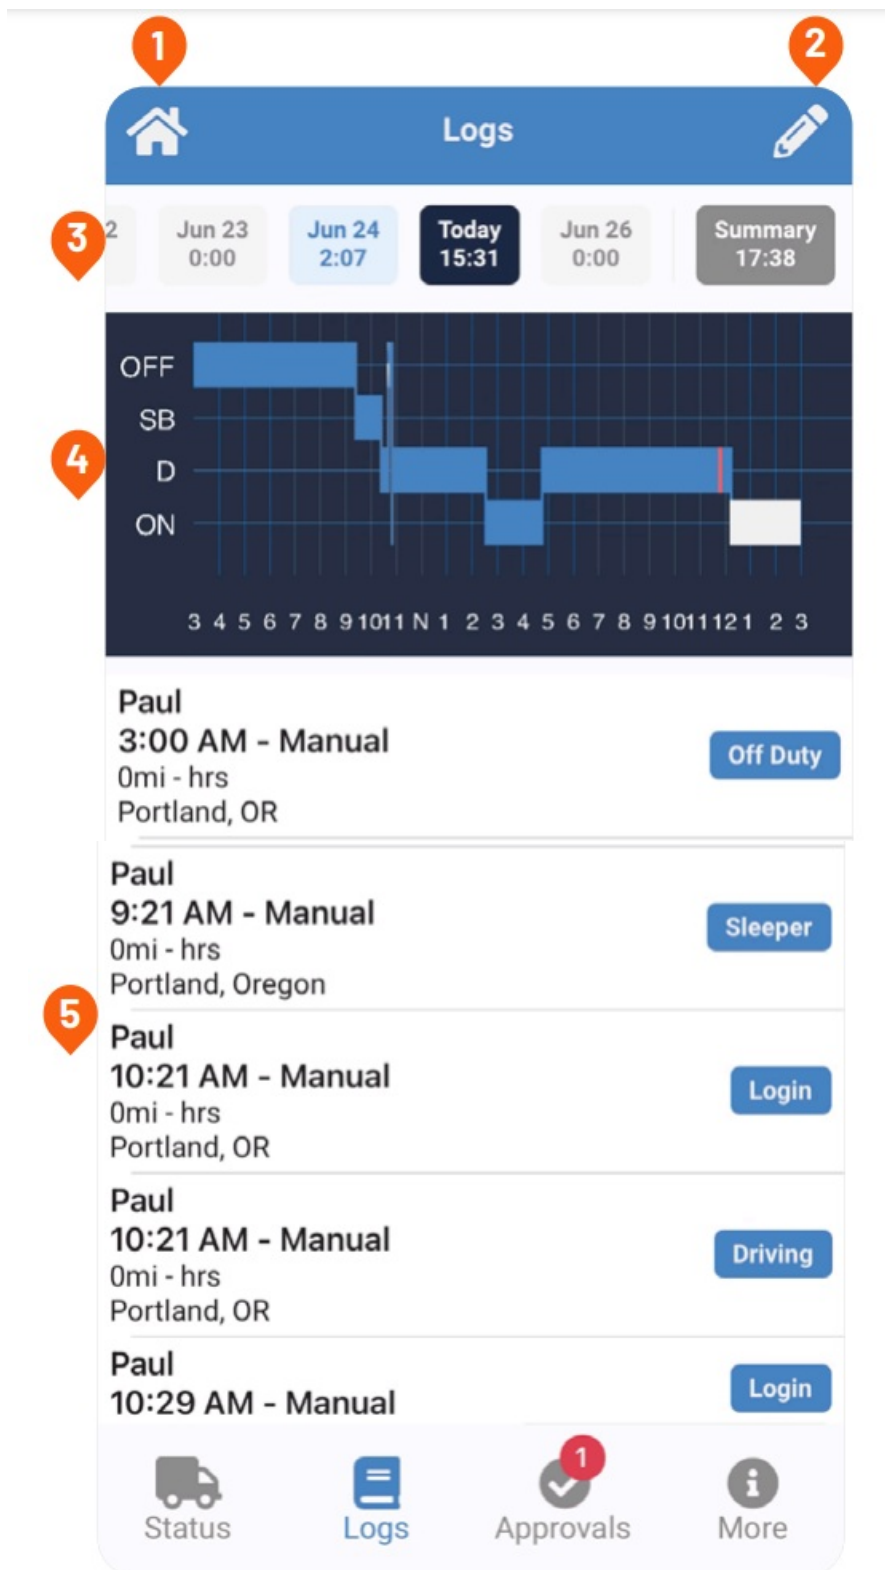 1
2
Logs
3
2
Jun 23
0:00
Jun 24
2:07
Today
15:31
Jun 26
0:00
Summary
17:38
4
OFF
SB
D
ON
3 4 5 6 7 8 9 10 11 N 1 2 3 4 5 6 7 8 9 10 11 12 1 2 3
Paul
3:00 AM - Manual
0mi - hrs
Portland, OR
Off Duty
Paul
9:21 AM - Manual
0mi - hrs
Portland, Oregon
Sleeper
5
Paul
10:21 AM - Manual
0mi - hrs
Portland, OR
Login
Paul
10:21 AM - Manual
0mi - hrs
Portland, OR
Driving
Paul
10:29 AM - Manual
Login
1
Status
Logs
Approvals
More